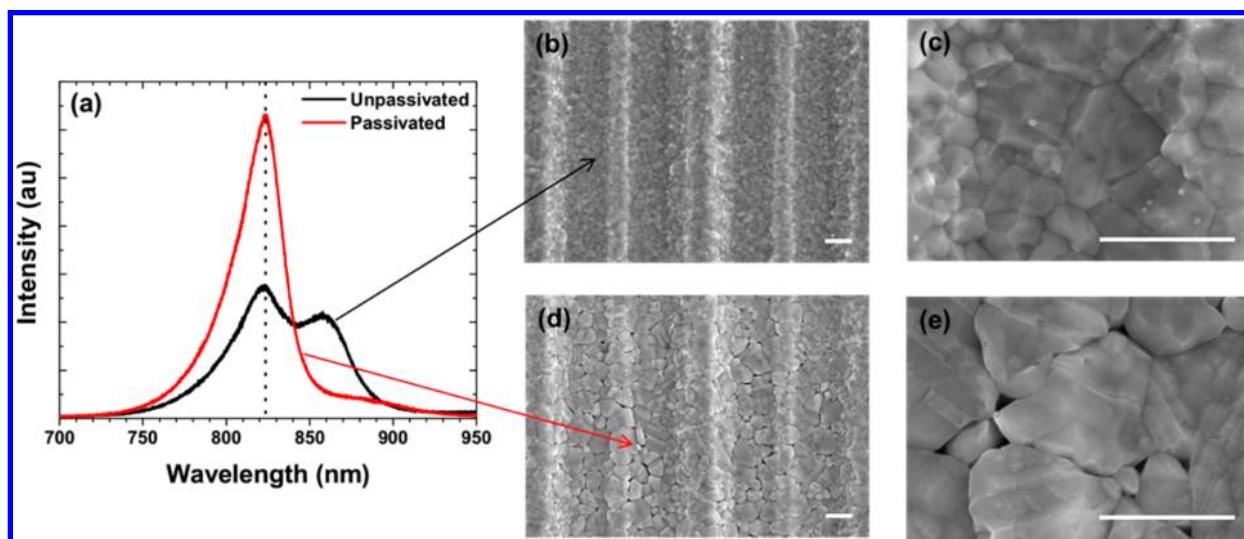 (a)
Unpassivated
Passivated
Intensity (au)
700 750 800 850 900 950
Wavelength (nm)
(b)
(c)
(d)
(e)